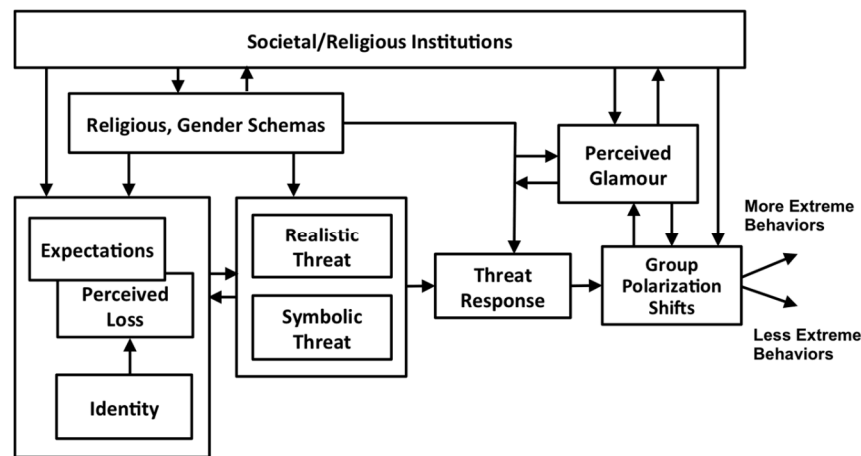 Societal/Religious Institutions
Religious, Gender Schemas
Perceived
Glamour
More Extreme
Behaviors
Expectations
Perceived
Loss
Identity
Realistic
Threat
Symbolic
Threat
Threat
Response
Group
Polarization
Shifts
Less Extreme
Behaviors